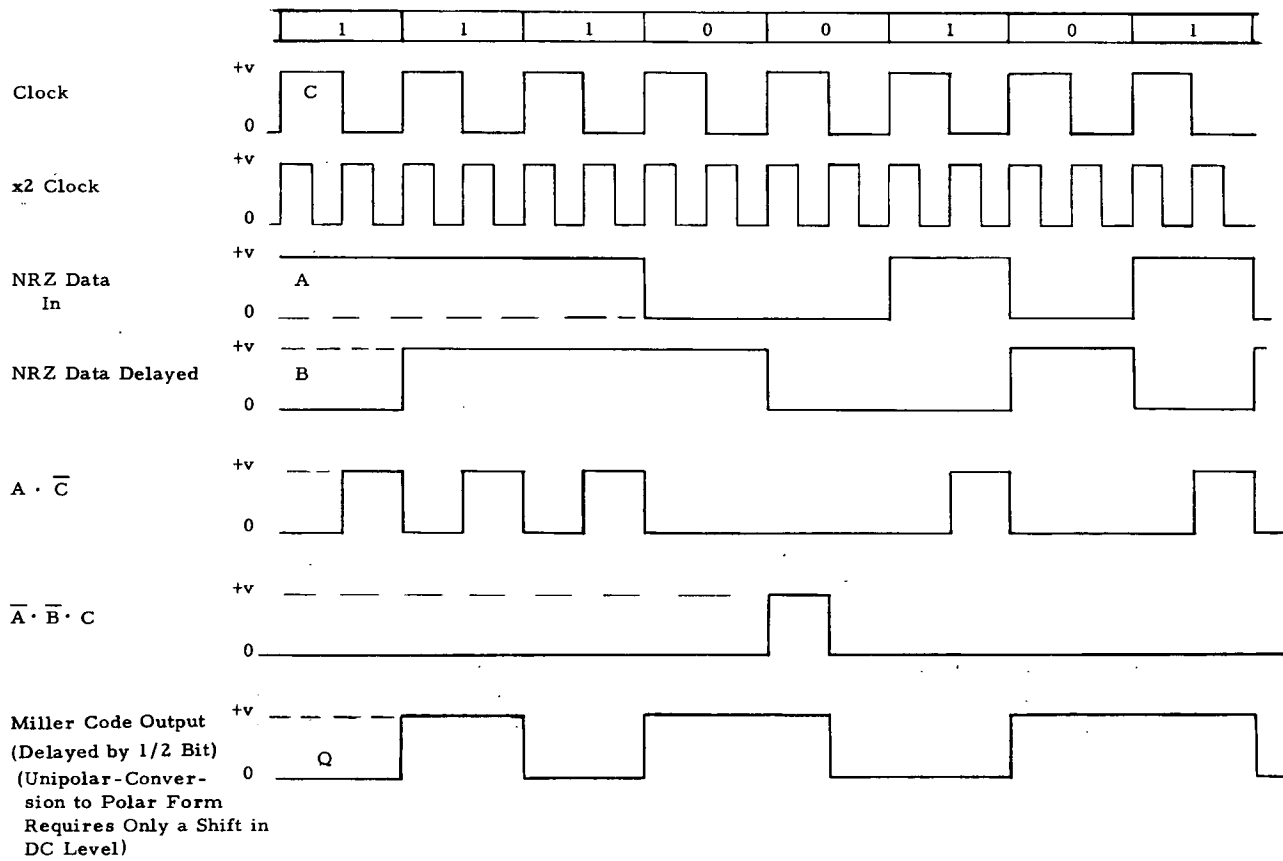 1 1 1 0 0 1 0 1
Clock
+v
C
0
x2 Clock
+v
0
NRZ Data
In
+v
A
0
NRZ Data Delayed
+v
B
0
A · C̅
+v
0
A̅ · B̅ · C
+v
0
Miller Code Output
(Delayed by 1/2 Bit)
(Unipolar-Conver-
sion to Polar Form
Requires Only a Shift in
DC Level)
+v
Q
0